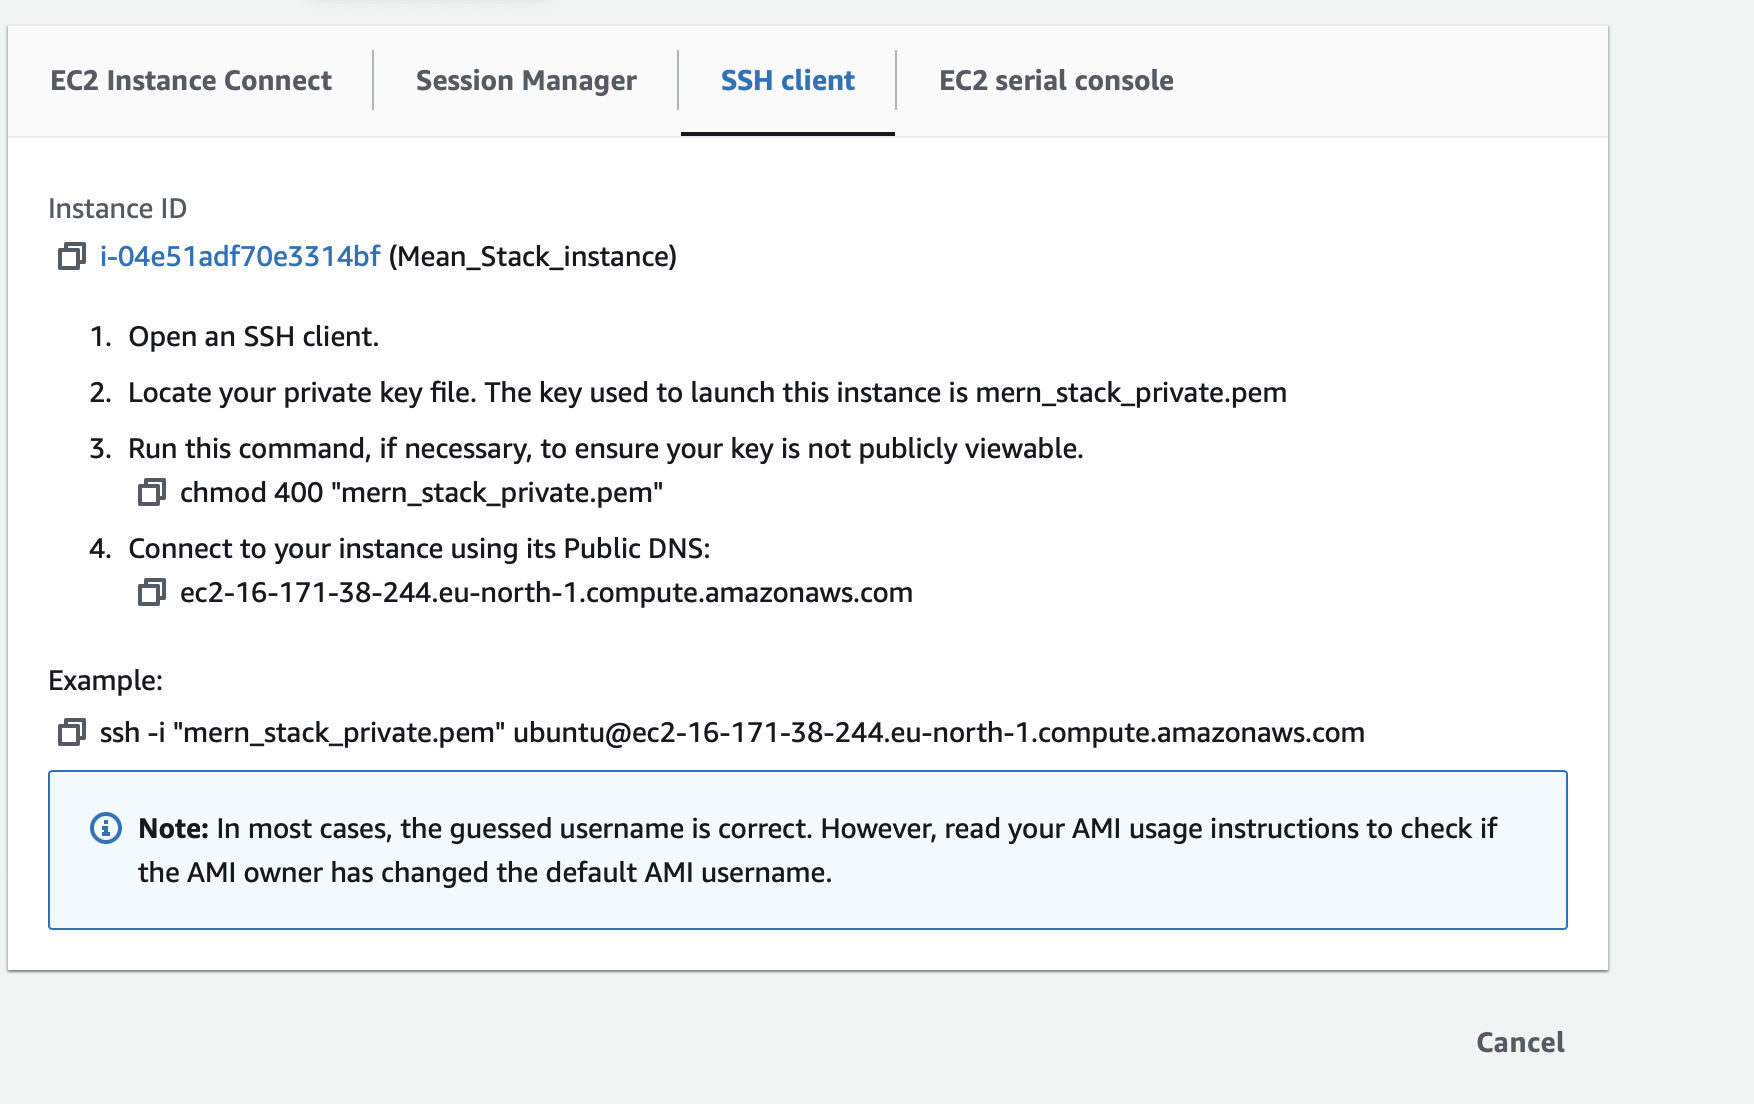 EC2 Instance Connect
Session Manager
SSH client
EC2 serial console
Instance ID
i-04e51adf70e3314bf (Mean_Stack_instance)
1. Open an SSH client.
2. Locate your private key file. The key used to launch this instance is mern_stack_private.pem
3. Run this command, if necessary, to ensure your key is not publicly viewable.
chmod 400 "mern_stack_private.pem"
4. Connect to your instance using its Public DNS:
ec2-16-171-38-244.eu-north-1.compute.amazonaws.com
Example:
ssh -i "mern_stack_private.pem" ubuntu@ec2-16-171-38-244.eu-north-1.compute.amazonaws.com
Note: In most cases, the guessed username is correct. However, read your AMI usage instructions to check if
the AMI owner has changed the default AMI username.
Cancel